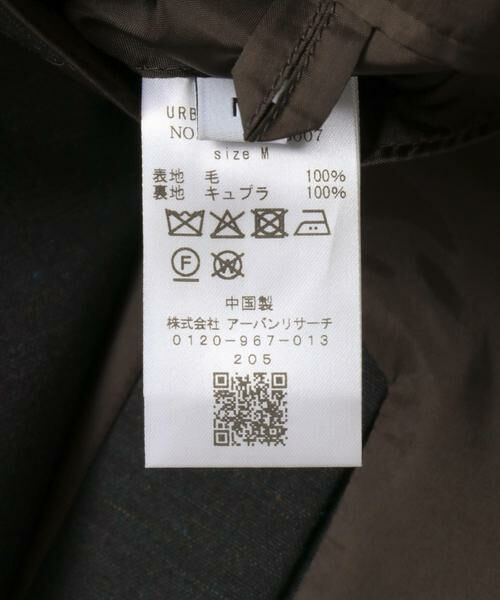 URB
NO. 007
size M
表地 毛 100%
裏地 キュプラ 100%
F
W
中国製
株式会社 アーバンリサーチ
0120-967-013
205